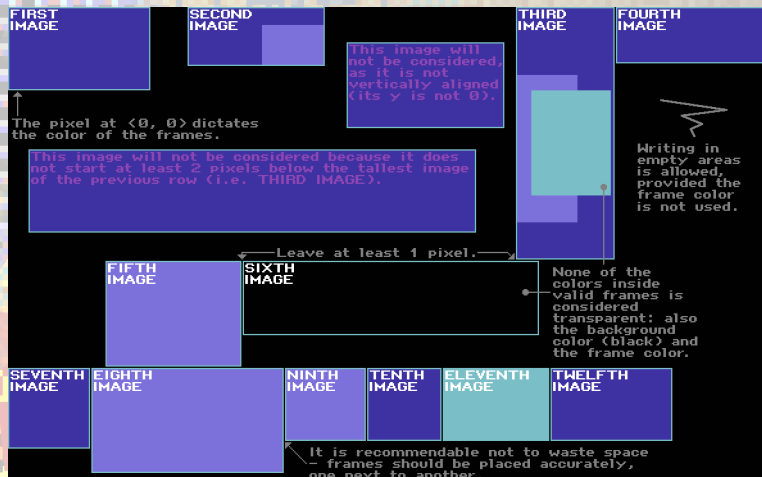 FIRST
IMAGE
SECOND
IMAGE
THIRD
IMAGE
FOURTH
IMAGE
This image will
not be considered,
as it is not
vertically aligned
(its y is not 0).
The pixel at <0, 0> dictates
the color of the frames.
Writing in
empty areas
is allowed,
provided the
frame color
is not used.
This image will not be considered because it does
not start at least 2 pixels below the tallest image
of the previous row (i.e. THIRD IMAGE).
Leave at least 1 pixel.
FIFTH
IMAGE
SIXTH
IMAGE
None of the
colors inside
valid frames is
considered
transparent: also
the background
color (black) and
the frame color.
SEVENTH
IMAGE
EIGHTH
IMAGE
NINTH
IMAGE
TENTH
IMAGE
ELEVENTH
IMAGE
TWELFTH
IMAGE
It is recommendable not to waste space
- frames should be placed accurately,
one next to another.